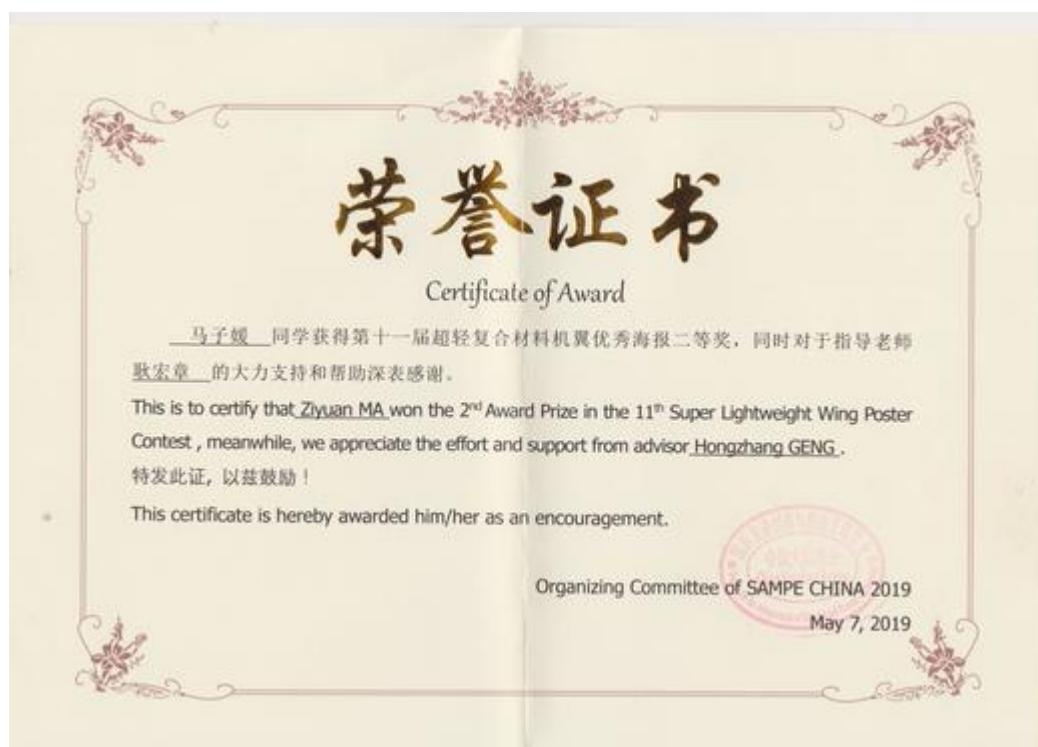 荣誉证书
Certificate of Award
马子媛 同学获得第十一届超轻复合材料机翼优秀海报二等奖，同时对于指导老师
耿宏章 的大力支持和帮助深表感谢。
This is to certify that Ziyuan MA won the 2nd Award Prize in the 11th Super Lightweight Wing Poster
Contest , meanwhile, we appreciate the effort and support from advisor Hongzhang GENG .
特发此证，以兹鼓励！
This certificate is hereby awarded him/her as an encouragement.
Organizing Committee of SAMPE CHINA 2019
May 7, 2019